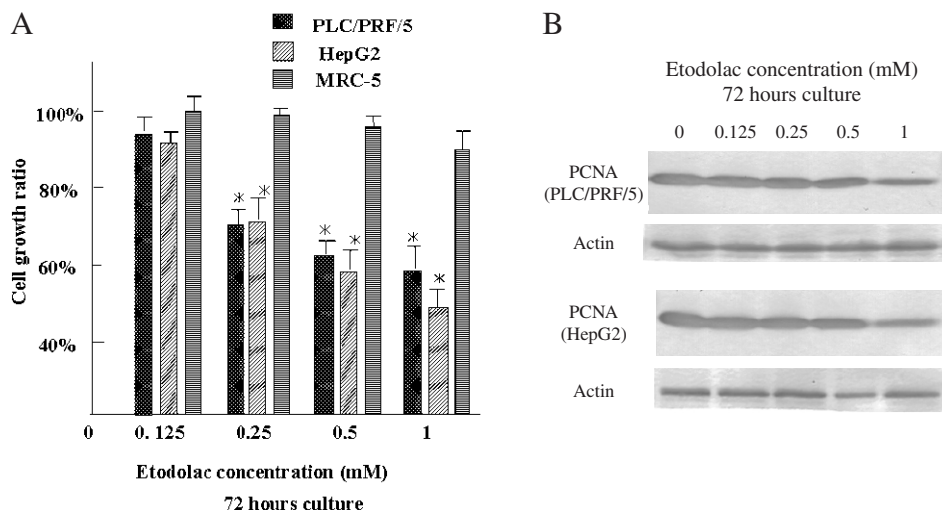 A
PLC/PRF/5
HepG2
MRC-5
100%
80%
60%
40%
Cell growth ratio
* *
* *
* *
0 0. 125 0.25 0.5 1
Etodolac concentration (mM)
72 hours culture
B
Etodolac concentration (mM)
72 hours culture
0 0.125 0.25 0.5 1
PCNA
(PLC/PRF/5)
Actin
PCNA
(HepG2)
Actin